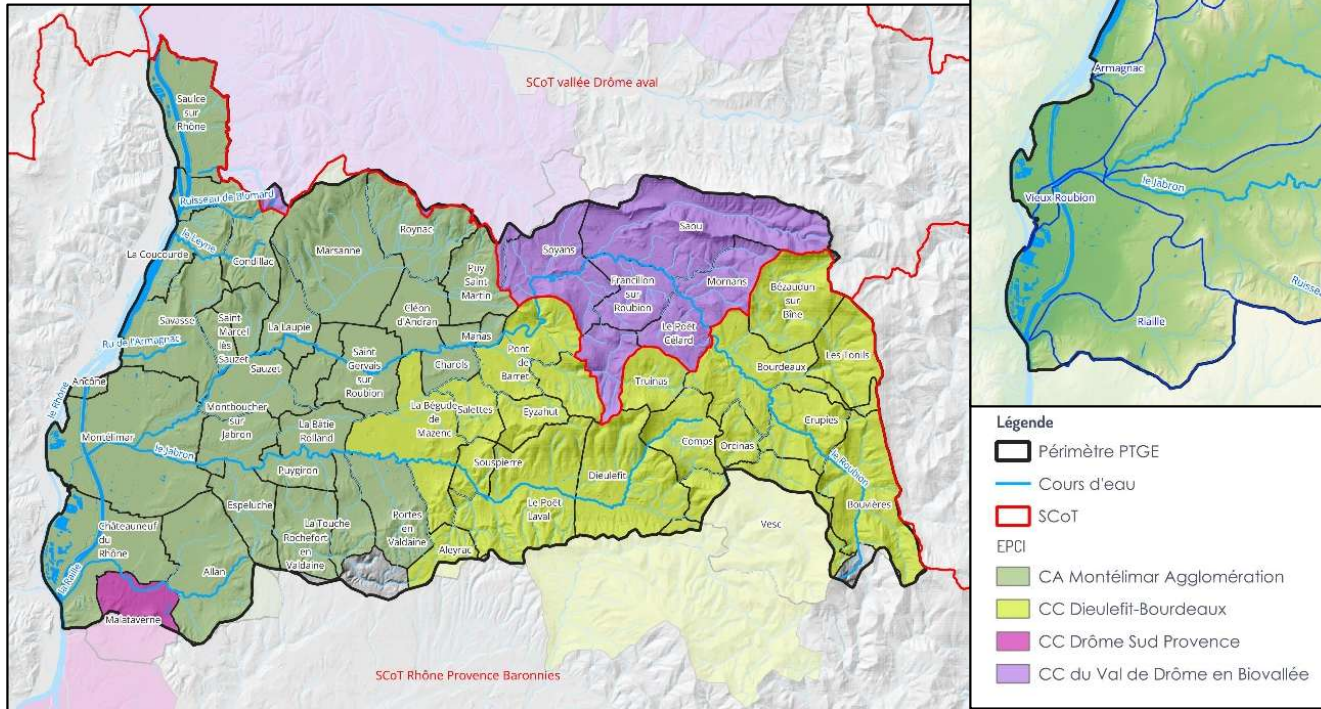 SCoT vallée Drôme aval
Saulce
sur
Rhône
Ruisseau de Blomard
le Leyne
La Coucourde
Condillac
Marsanne
Roynac
Puy
Saint
Martin
Soyans
Saou
Francillon
sur
Roubion
Mornans
Le Poët
Célard
Bézaudun
sur
Bîne
Savasse
Saint-
Marcel
lès
Sauzet
La Laupie
Cléon
d'Andran
Manas
Ru de l'Armagnac
Sauzet
Saint
Gervais
sur
Roubion
Charols
Pont
de
Barret
Truinas
Bourdeaux
Les Tonils
Ancône
le Rhône
Montboucher
sur
Jabron
La Bâtie
Rolland
La Bégude
de
Mazenc
Salettes
Eyzahut
Crupies
Montélimar
le Jabron
Puygiron
Souspierre
Dieulefit
Comps
Orcinas
le Roubion
Châteauneuf
du
Rhône
Espeluche
La Touche
Rochefort en
Valdaine
Portes
en
Valdaine
Le Poët
Laval
Vesc
Bouvières
la Raille
Allan
Aleyrac
Malataverne
SCoT Rhône Provence Baronnies
Armagnac
Vieux Roubion
le Jabron
Riaille
Légende
Périmètre PTGE
Cours d'eau
SCoT
EPCI
CA Montélimar Agglomération
CC Dieulefit-Bourdeaux
CC Drôme Sud Provence
CC du Val de Drôme en Biovallée